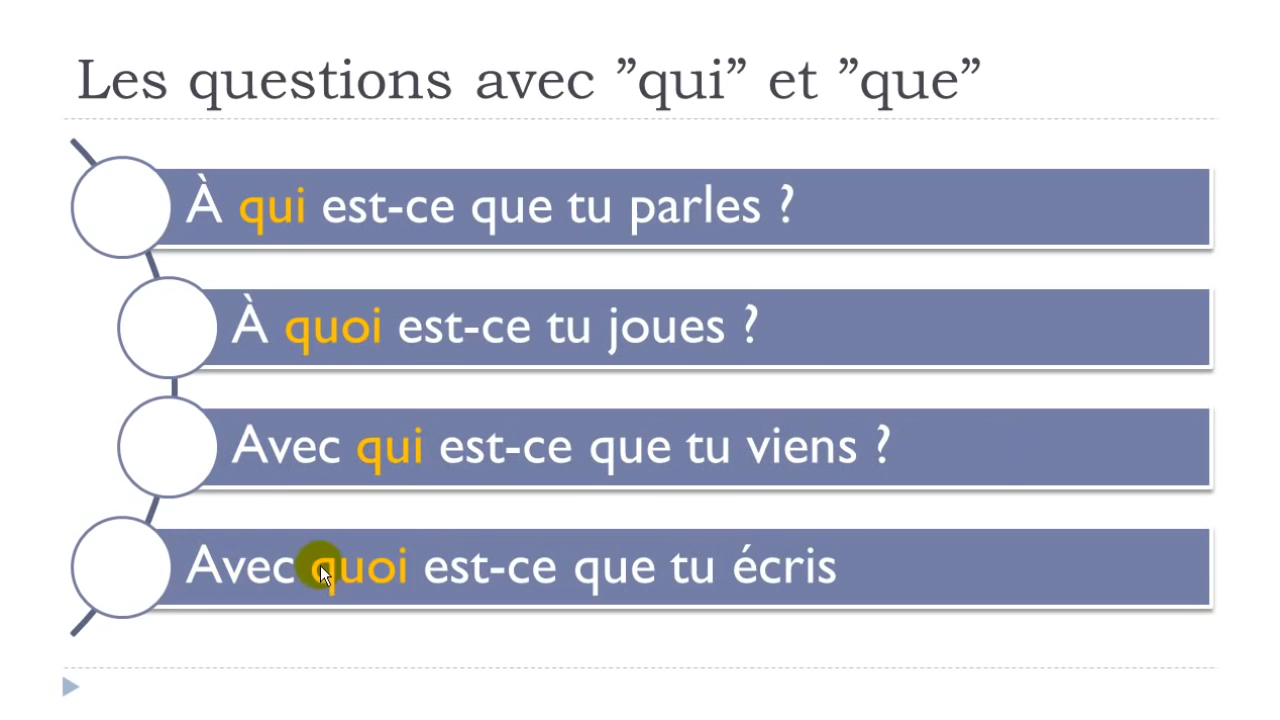 Les questions avec ”qui” et ”que”
À qui est-ce que tu parles ?
À quoi est-ce tu joues ?
Avec qui est-ce que tu viens ?
Avec quoi est-ce que tu écris